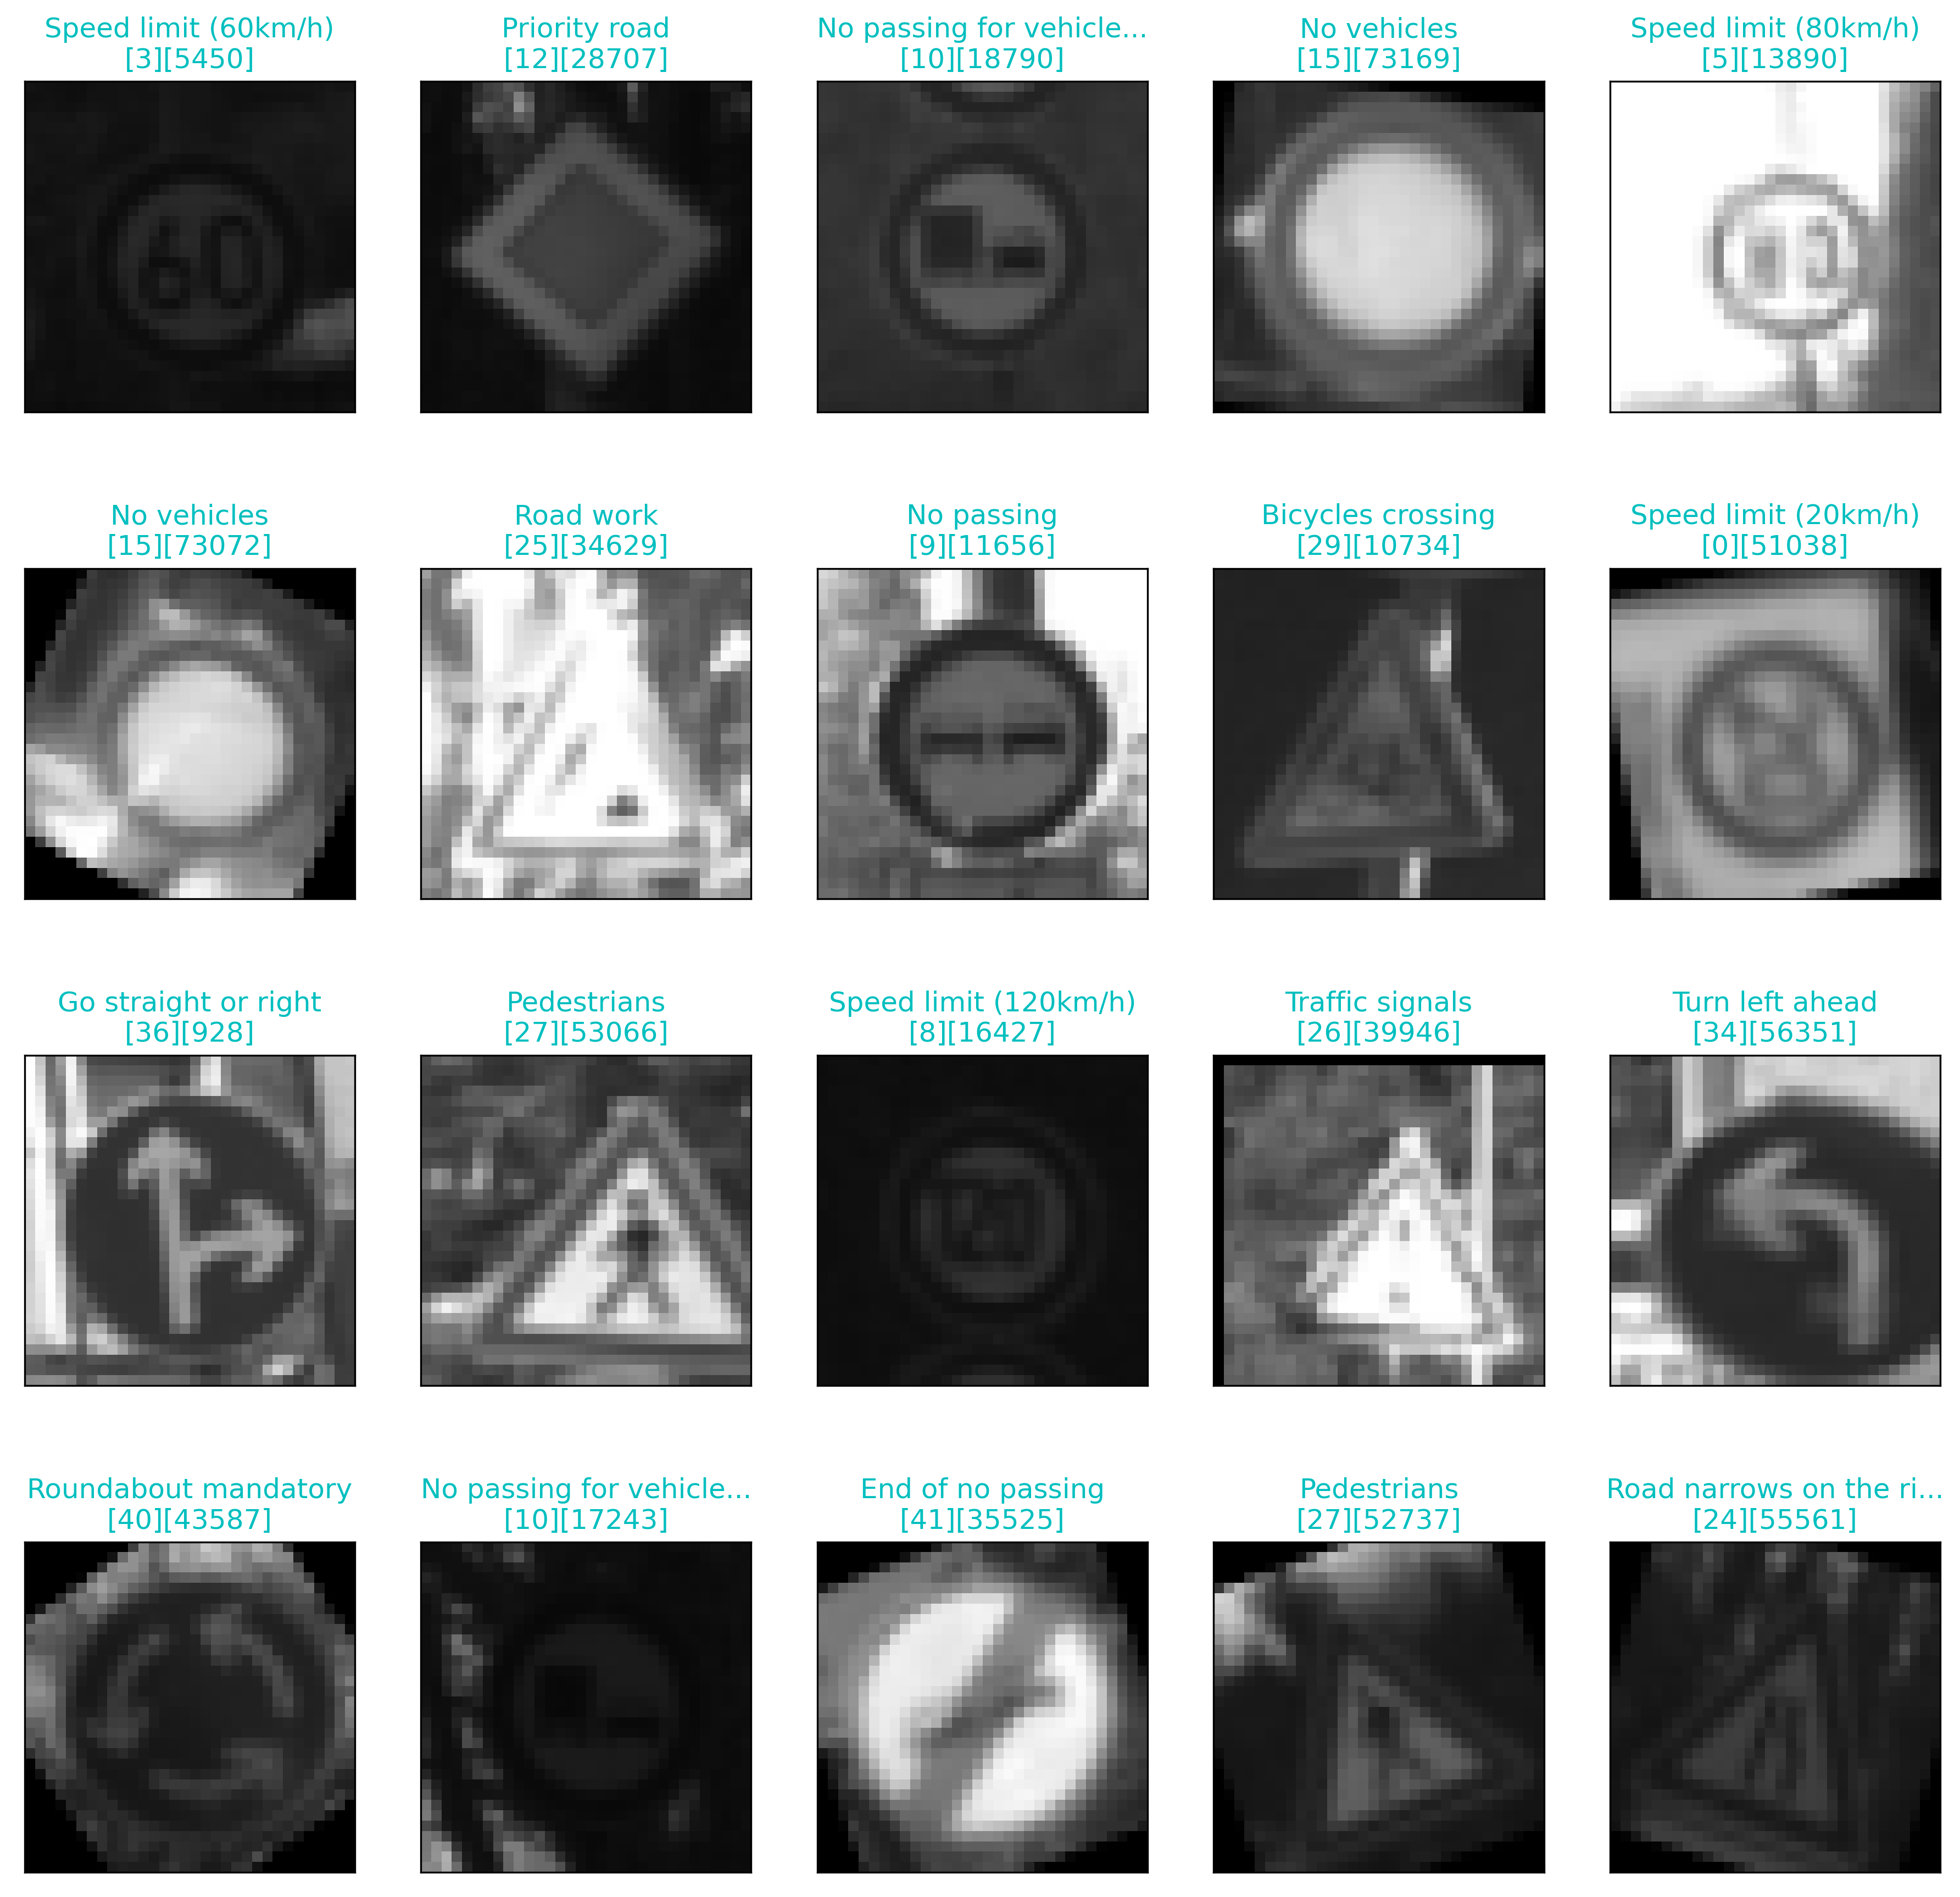 Speed limit (60km/h)
[3][5450]
Priority road
[12][28707]
No passing for vehicle...
[10][18790]
No vehicles
[15][73169]
Speed limit (80km/h)
[5][13890]
60
No vehicles
[15][73072]
Road work
[25][34629]
No passing
[9][11656]
Bicycles crossing
[29][10734]
Speed limit (20km/h)
[0][51038]
Go straight or right
[36][928]
Pedestrians
[27][53066]
Speed limit (120km/h)
[8][16427]
Traffic signals
[26][39946]
Turn left ahead
[34][56351]
Roundabout mandatory
[40][43587]
No passing for vehicle...
[10][17243]
End of no passing
[41][35525]
Pedestrians
[27][52737]
Road narrows on the ri...
[24][55561]